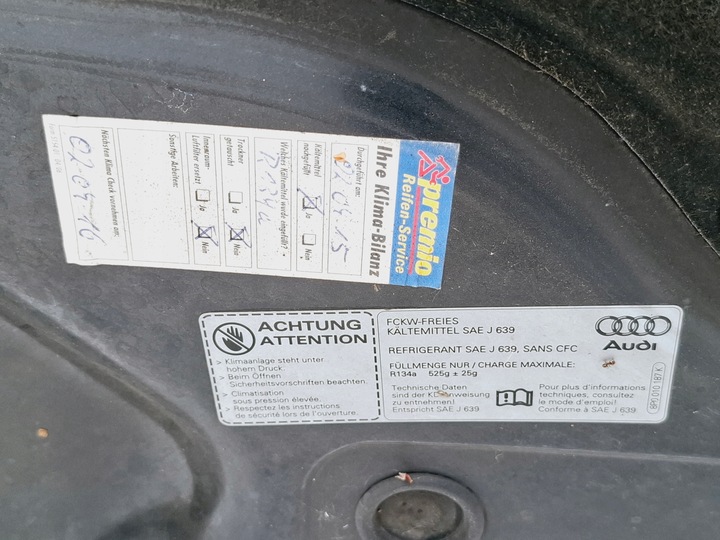 premio
Reifen-Service
Ihre Klima-Bilanz
Durchgeführt am:
020415
Kältemittel
nachgefüllt
Ja
Nein
Welches Kältemittel wurde eingefüllt?
R134a
Trockner
getauscht
Ja
Nein
Innenraum-
Luftfilter ersetzt
Ja
Nein
Sonstige Arbeiten:
Nächsten Klima Check vornehmen am:
020416
ACHTUNG
ATTENTION
> Klimaanlage steht unter
hohem Druck
> Beim Öffnen
Sicherheitsvorschriften beachten.
> Climatisation
sous pression élevée.
> Respectez les instructions
de sécurité lors de l'ouverture.
FCKW-FREIES
KÄLTEMITTEL SAE J 639
REFRIGERANT SAE J 639, SANS CFC
FÜLLMENGE NUR / CHARGE MAXIMALE:
R134a 525g ± 25g
Technische Daten
sind der KD-Anweisung
zu entnehmen!
Entspricht SAE J 639
Pour plus d'informations
techniques, consultez
le mode d'emploi!
Conforme à SAE J 639
Audi